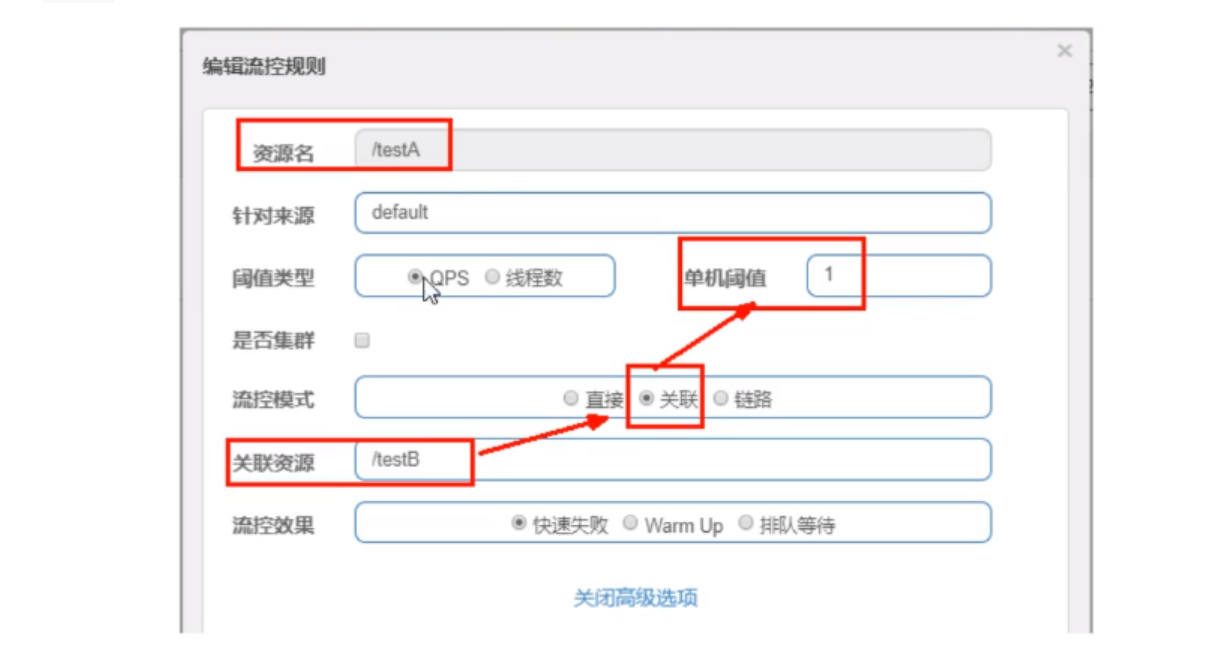 编辑流控规则 ×
资源名 /testA
针对来源 default
阈值类型 QPS 线程数 单机阈值 1
是否集群
流控模式 直接 关联 链路
关联资源 /testB
流控效果 快速失败 Warm Up 排队等待
关闭高级选项